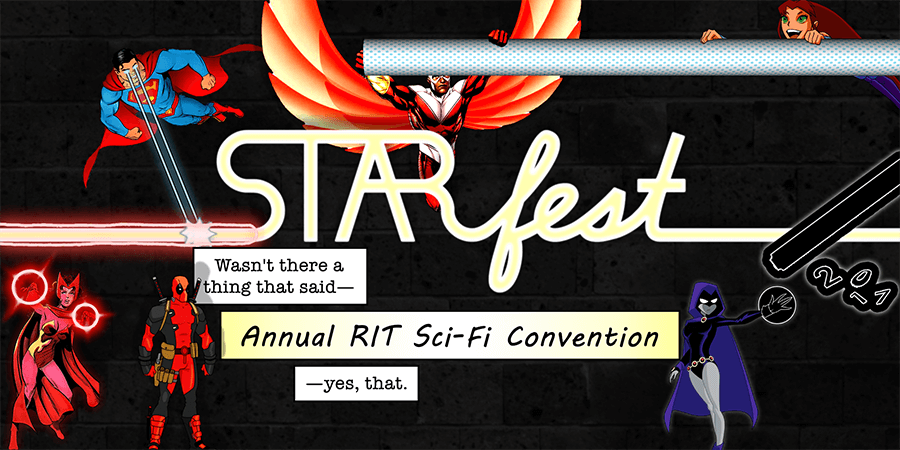 STARfest
Wasn't there a
thing that said—
Annual RIT Sci-Fi Convention
—yes, that.
2017